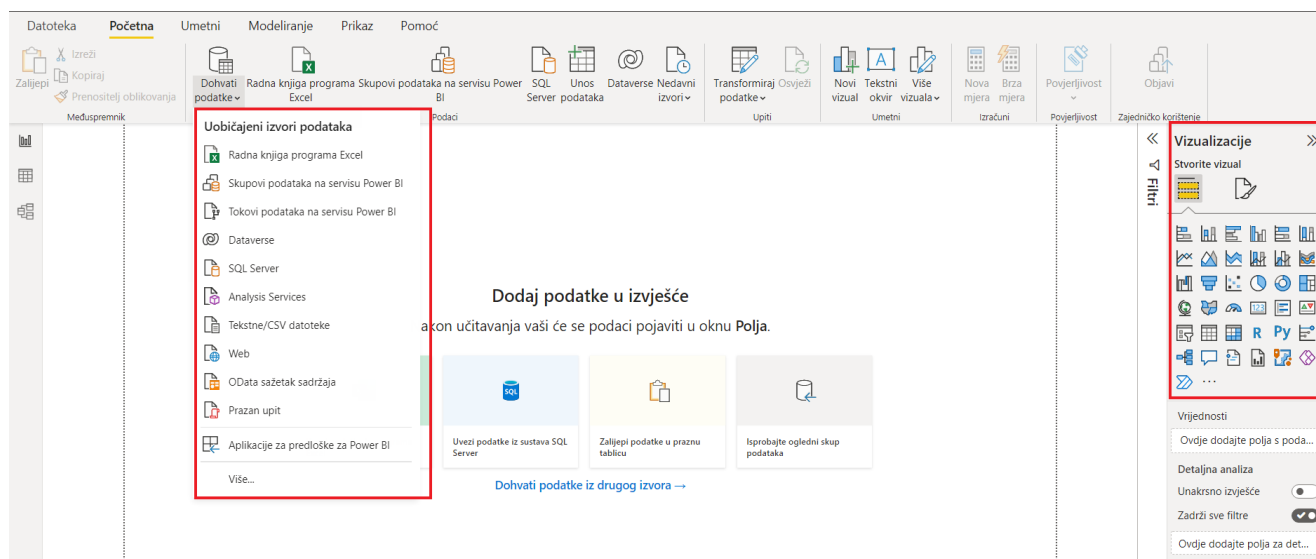 Datoteka Početna Umetni Modeliranje Prikaz Pomoć
Zalijepi
Izreži
Kopiraj
Prenositelj oblikovanja
Međuspremnik
Dohvati
podatke
Radna knjiga programa
Excel
Skupovi podataka na servisu Power
BI
SQL
Server
Unos
podataka
Dataverse
Nedavni
izvori
Podaci
Transformiraj
podatke
Osvježi
Upiti
Novi
vizual
Tekstni
okvir
Više
vizuala
Umetni
Nova
mjera
Brza
mjera
Izračuni
Povjerljivost
Povjerljivost
Objavi
Zajedničko korištenje
Uobičajeni izvori podataka
Radna knjiga programa Excel
Skupovi podataka na servisu Power BI
Tokovi podataka na servisu Power BI
Dataverse
SQL Server
Analysis Services
Tekstne/CSV datoteke
Web
OData sažetak sadržaja
Prazan upit
Aplikacije za predloške za Power BI
Više...
Dodaj podatke u izvješće
akon učitavanja vaši će se podaci pojaviti u oknu Polja.
SQL
Uvezi podatke iz sustava SQL
Server
Zalijepi podatke u praznu
tablicu
Isprobajte ogledni skup
podataka
Dohvati podatke iz drugog izvora →
Filtri
Vizualizacije
Stvorite vizual
123
R Py
...
Vrijednosti
Ovdje dodajte polja s poda...
Detaljna analiza
Unakrsno izvješće
Zadrži sve filtre
Ovdje dodajte polja za det...